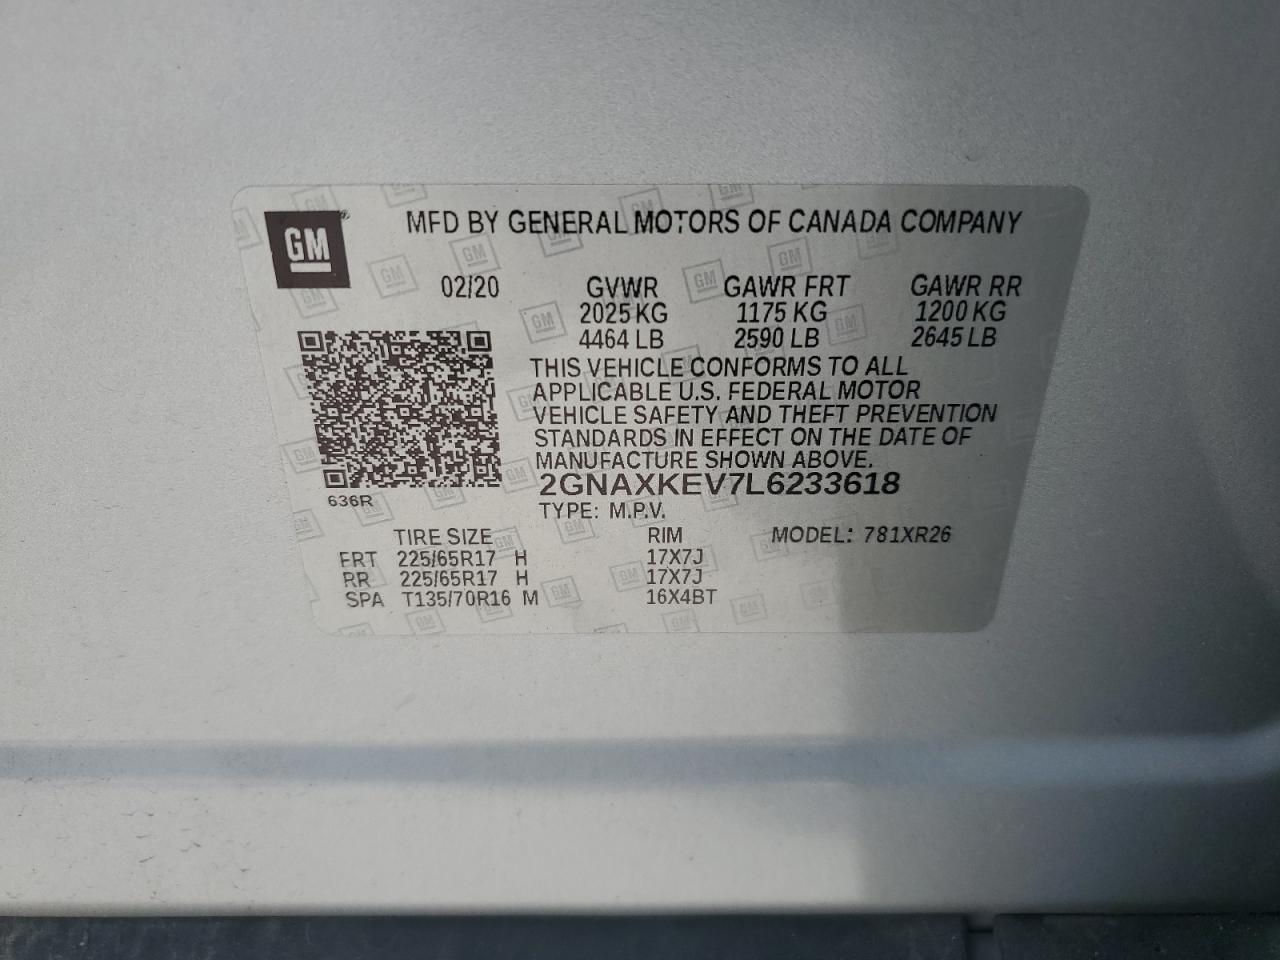 GM ® MFD BY GENERAL MOTORS OF CANADA COMPANY
02/20 GVWR GAWR FRT GAWR RR
2025 KG 1175 KG 1200 KG
4464 LB 2590 LB 2645 LB
THIS VEHICLE CONFORMS TO ALL
APPLICABLE U.S. FEDERAL MOTOR
VEHICLE SAFETY AND THEFT PREVENTION
STANDARDS IN EFFECT ON THE DATE OF
MANUFACTURE SHOWN ABOVE.
2GNAXKEV7L6233618
636R TYPE: M.P.V.
TIRE SIZE RIM MODEL: 781XR26
FRT 225/65R17 H 17X7J
RR 225/65R17 H 17X7J
SPA T135/70R16 M 16X4BT